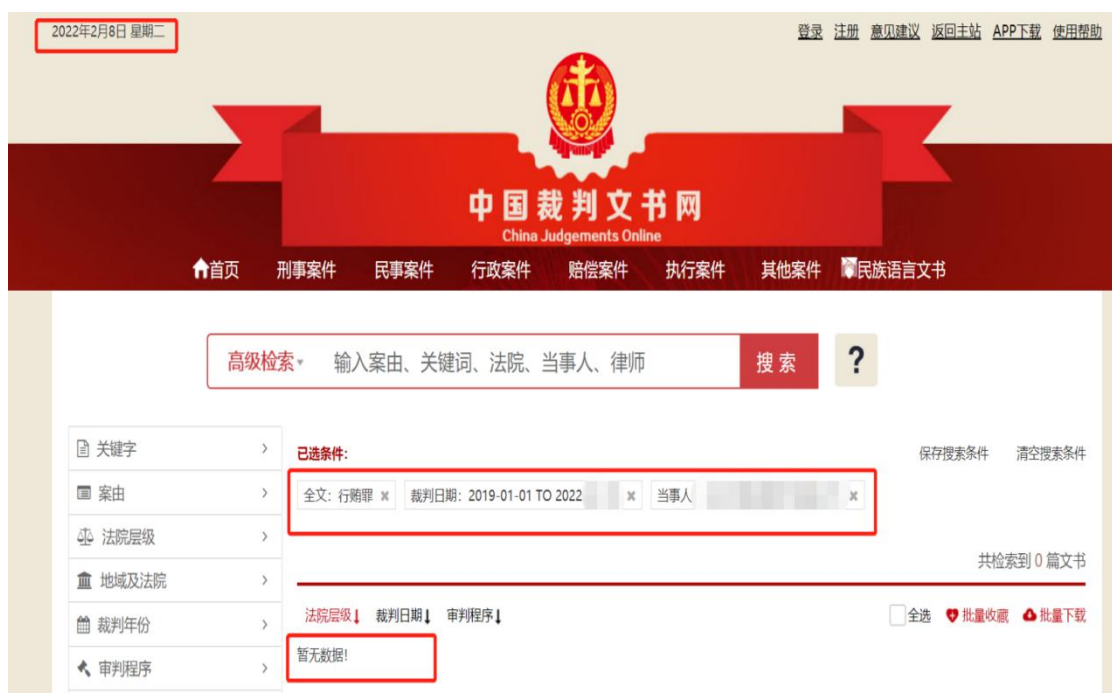 2022年2月8日 星期二
登录 注册 意见建议 返回主站 APP下载 使用帮助
中国裁判文书网
China Judgements Online
首页 刑事案件 民事案件 行政案件 赔偿案件 执行案件 其他案件 民族语言文书
高级检索 输入案由、关键词、法院、当事人、律师 搜索 ?
关键字
已选条件:
保存搜索条件 清空搜索条件
案由
全文：行贿罪 × 裁判日期：2019-01-01 TO 2022 × 当事人 ×
法院层级
共检索到 0 篇文书
地域及法院
裁判年份
法院层级 裁判日期 审判程序
全选 批量收藏 批量下载
暂无数据!
审判程序